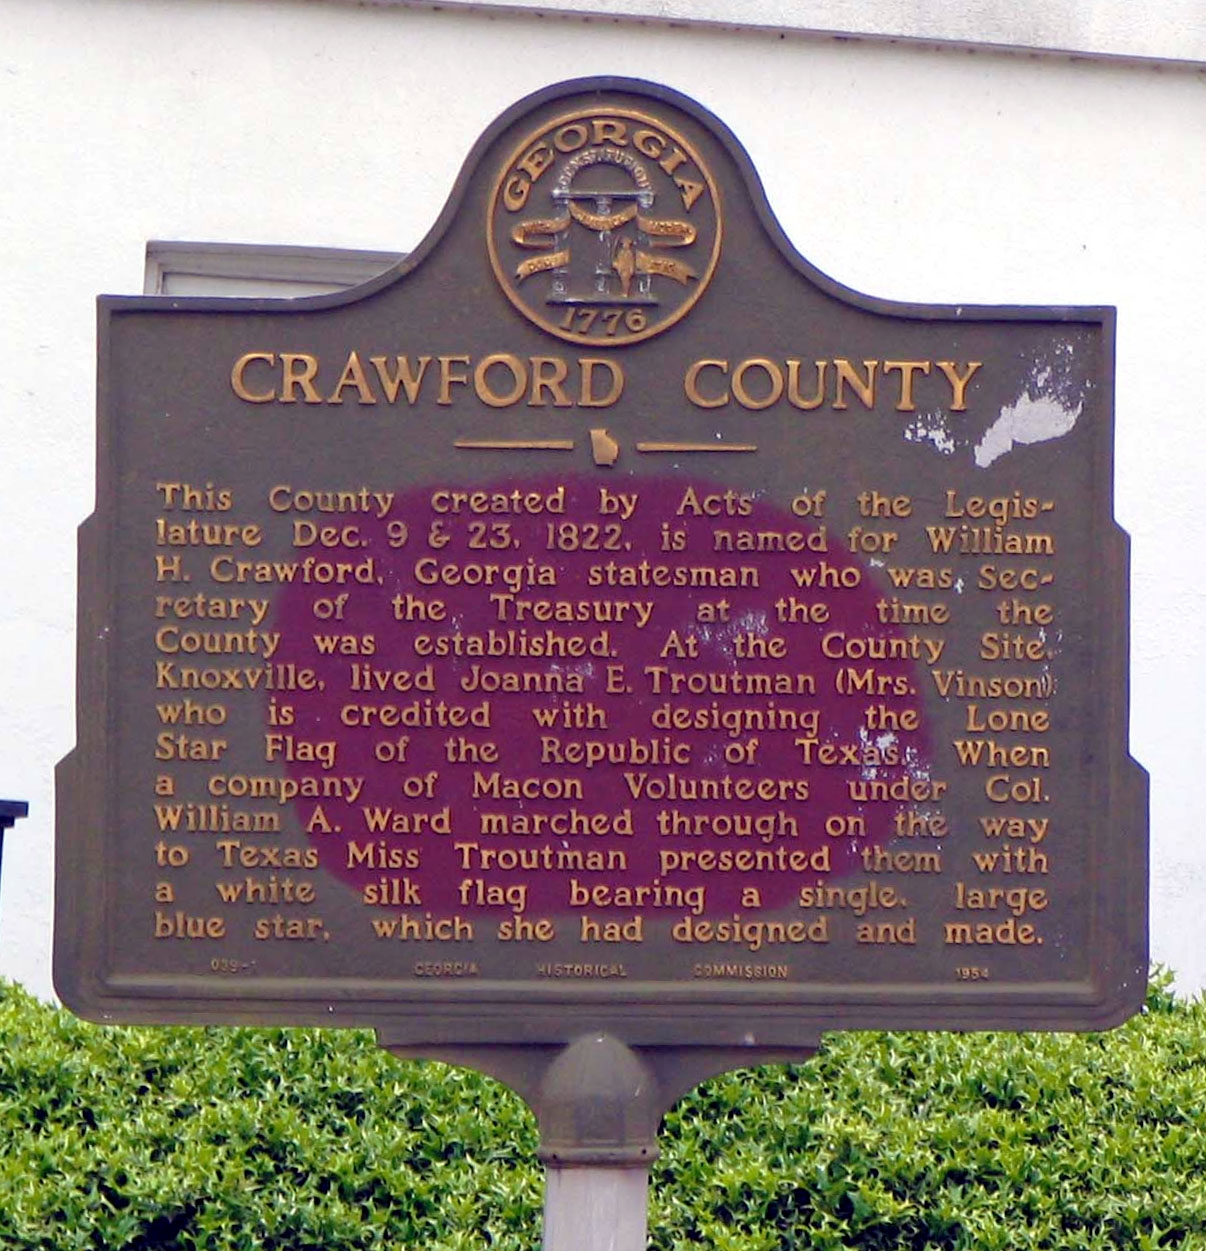 GEORGIA
CONSTITUTION
1776
CRAWFORD COUNTY
This County created by Acts of the Legis-
lature Dec. 9 & 23, 1822, is named for William
H. Crawford, Georgia statesman who was Sec-
retary of the Treasury at the time the
County was established. At the County Site,
Knoxville, lived Joanna E. Troutman (Mrs. Vinson),
who is credited with designing the Lone
Star Flag of the Republic of Texas. When
a company of Macon Volunteers under Col.
William A. Ward marched through on the way
to Texas Miss Troutman presented them with
a white silk flag bearing a single, large
blue star, which she had designed and made.
039-1 GEORGIA HISTORICAL COMMISSION 1954